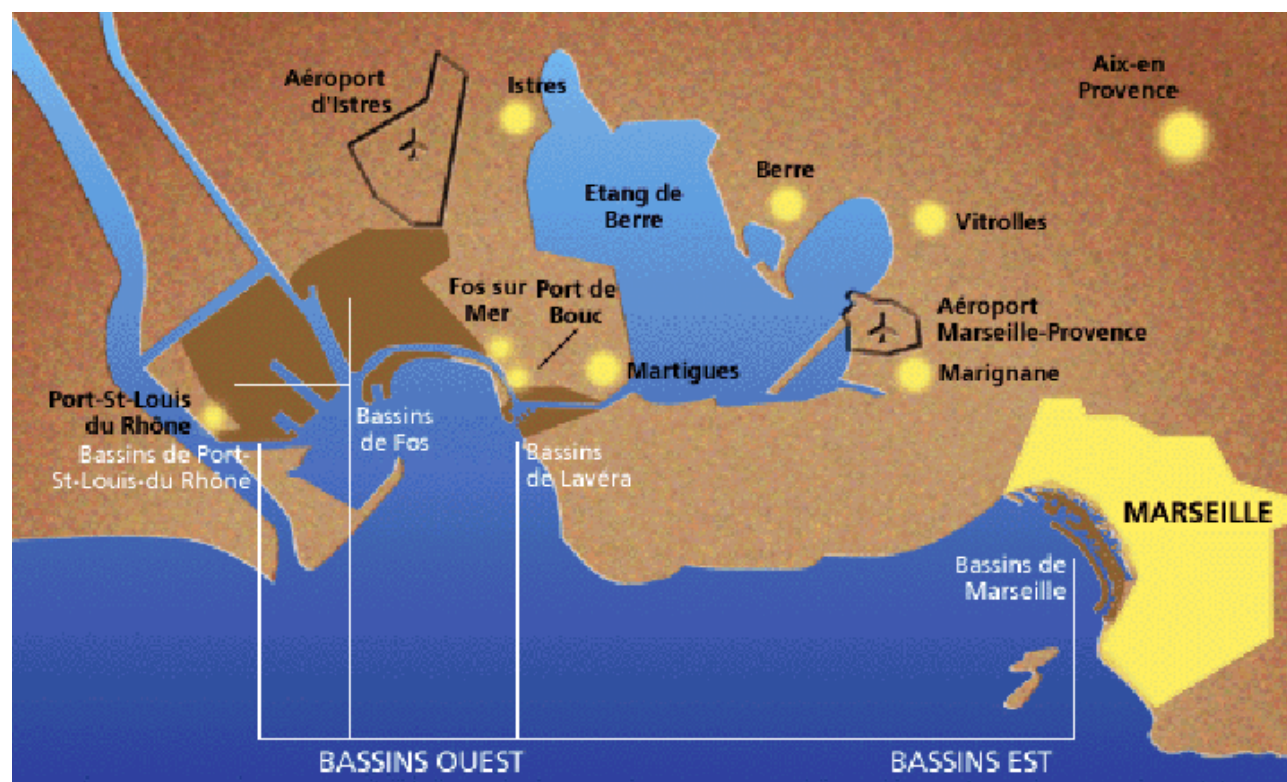 Aéroport
d'Istres
Istres
Aix-en
Provence
Etang de
Berre
Berre
Vitrolles
Fos sur
Mer
Port de
Bouc
Aéroport
Marseille-Provence
Martigues
Marignane
Port-St-Louis
du Rhône
Bassins de Port-
St-Louis-du Rhône
Bassins
de Fos
Bassins
de Lavéra
MARSEILLE
Bassins de
Marseille
BASSINS OUEST
BASSINS EST